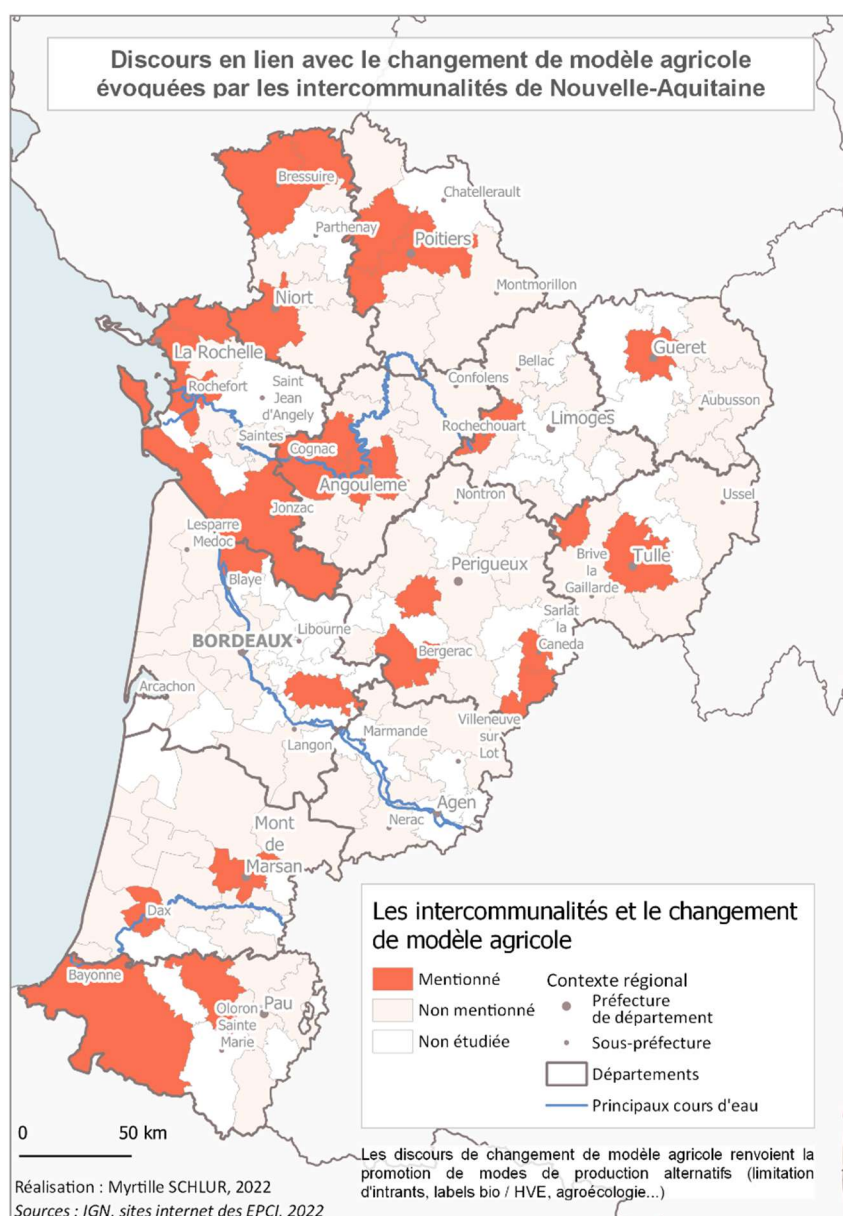 Discours en lien avec le changement de modèle agricole
évoquées par les intercommunalités de Nouvelle-Aquitaine
Bressuire
Chatellerault
Parthenay
Poitiers
Niort
Montmorillon
La Rochelle
Gueret
Rochefort
Saint
Jean
d'Angely
Bellac
Confolens
Aubusson
Saintes
Cognac
Rochechouart
Limoges
Angouleme
Nontron
Ussel
Jonzac
Lesparre
Medoc
Perigueux
Brive
la
Gaillarde
Tulle
Blaye
Sarlat
la
Caneda
Libourne
BORDEAUX
Bergerac
Arcachon
Langon
Marmande
Villeneuve
sur
Lot
Agen
Nerac
Mont
de
Marsan
Dax
Bayonne
Oloron
Sainte
Marie
Pau
Les intercommunalités et le changement
de modèle agricole
Mentionné
Non mentionné
Non étudiée
Contexte régional
Préfecture
de département
Sous-préfecture
Départements
Principaux cours d'eau
0 50 km
Les discours de changement de modèle agricole renvoient la
promotion de modes de production alternatifs (limitation
d'intrants, labels bio / HVE, agroécologie...)
Réalisation : Myrtille SCHLUR, 2022
Sources : IGN, sites internet des EPCI, 2022